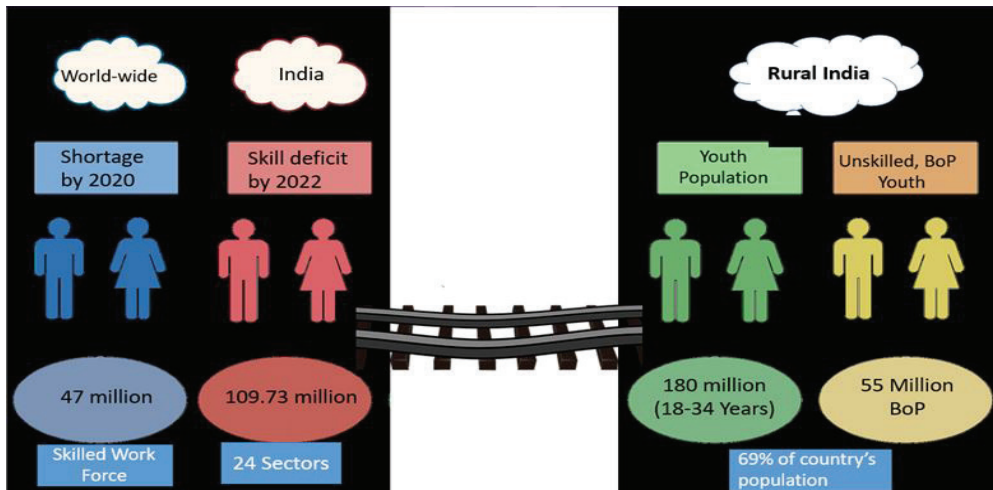 World-wide
India
Rural India
Shortage
by 2020
Skill deficit
by 2022
Youth
Population
Unskilled, BoP
Youth
47 million
109.73 million
180 million
(18-34 Years)
55 Million
BoP
Skilled Work
Force
24 Sectors
69% of country's
population